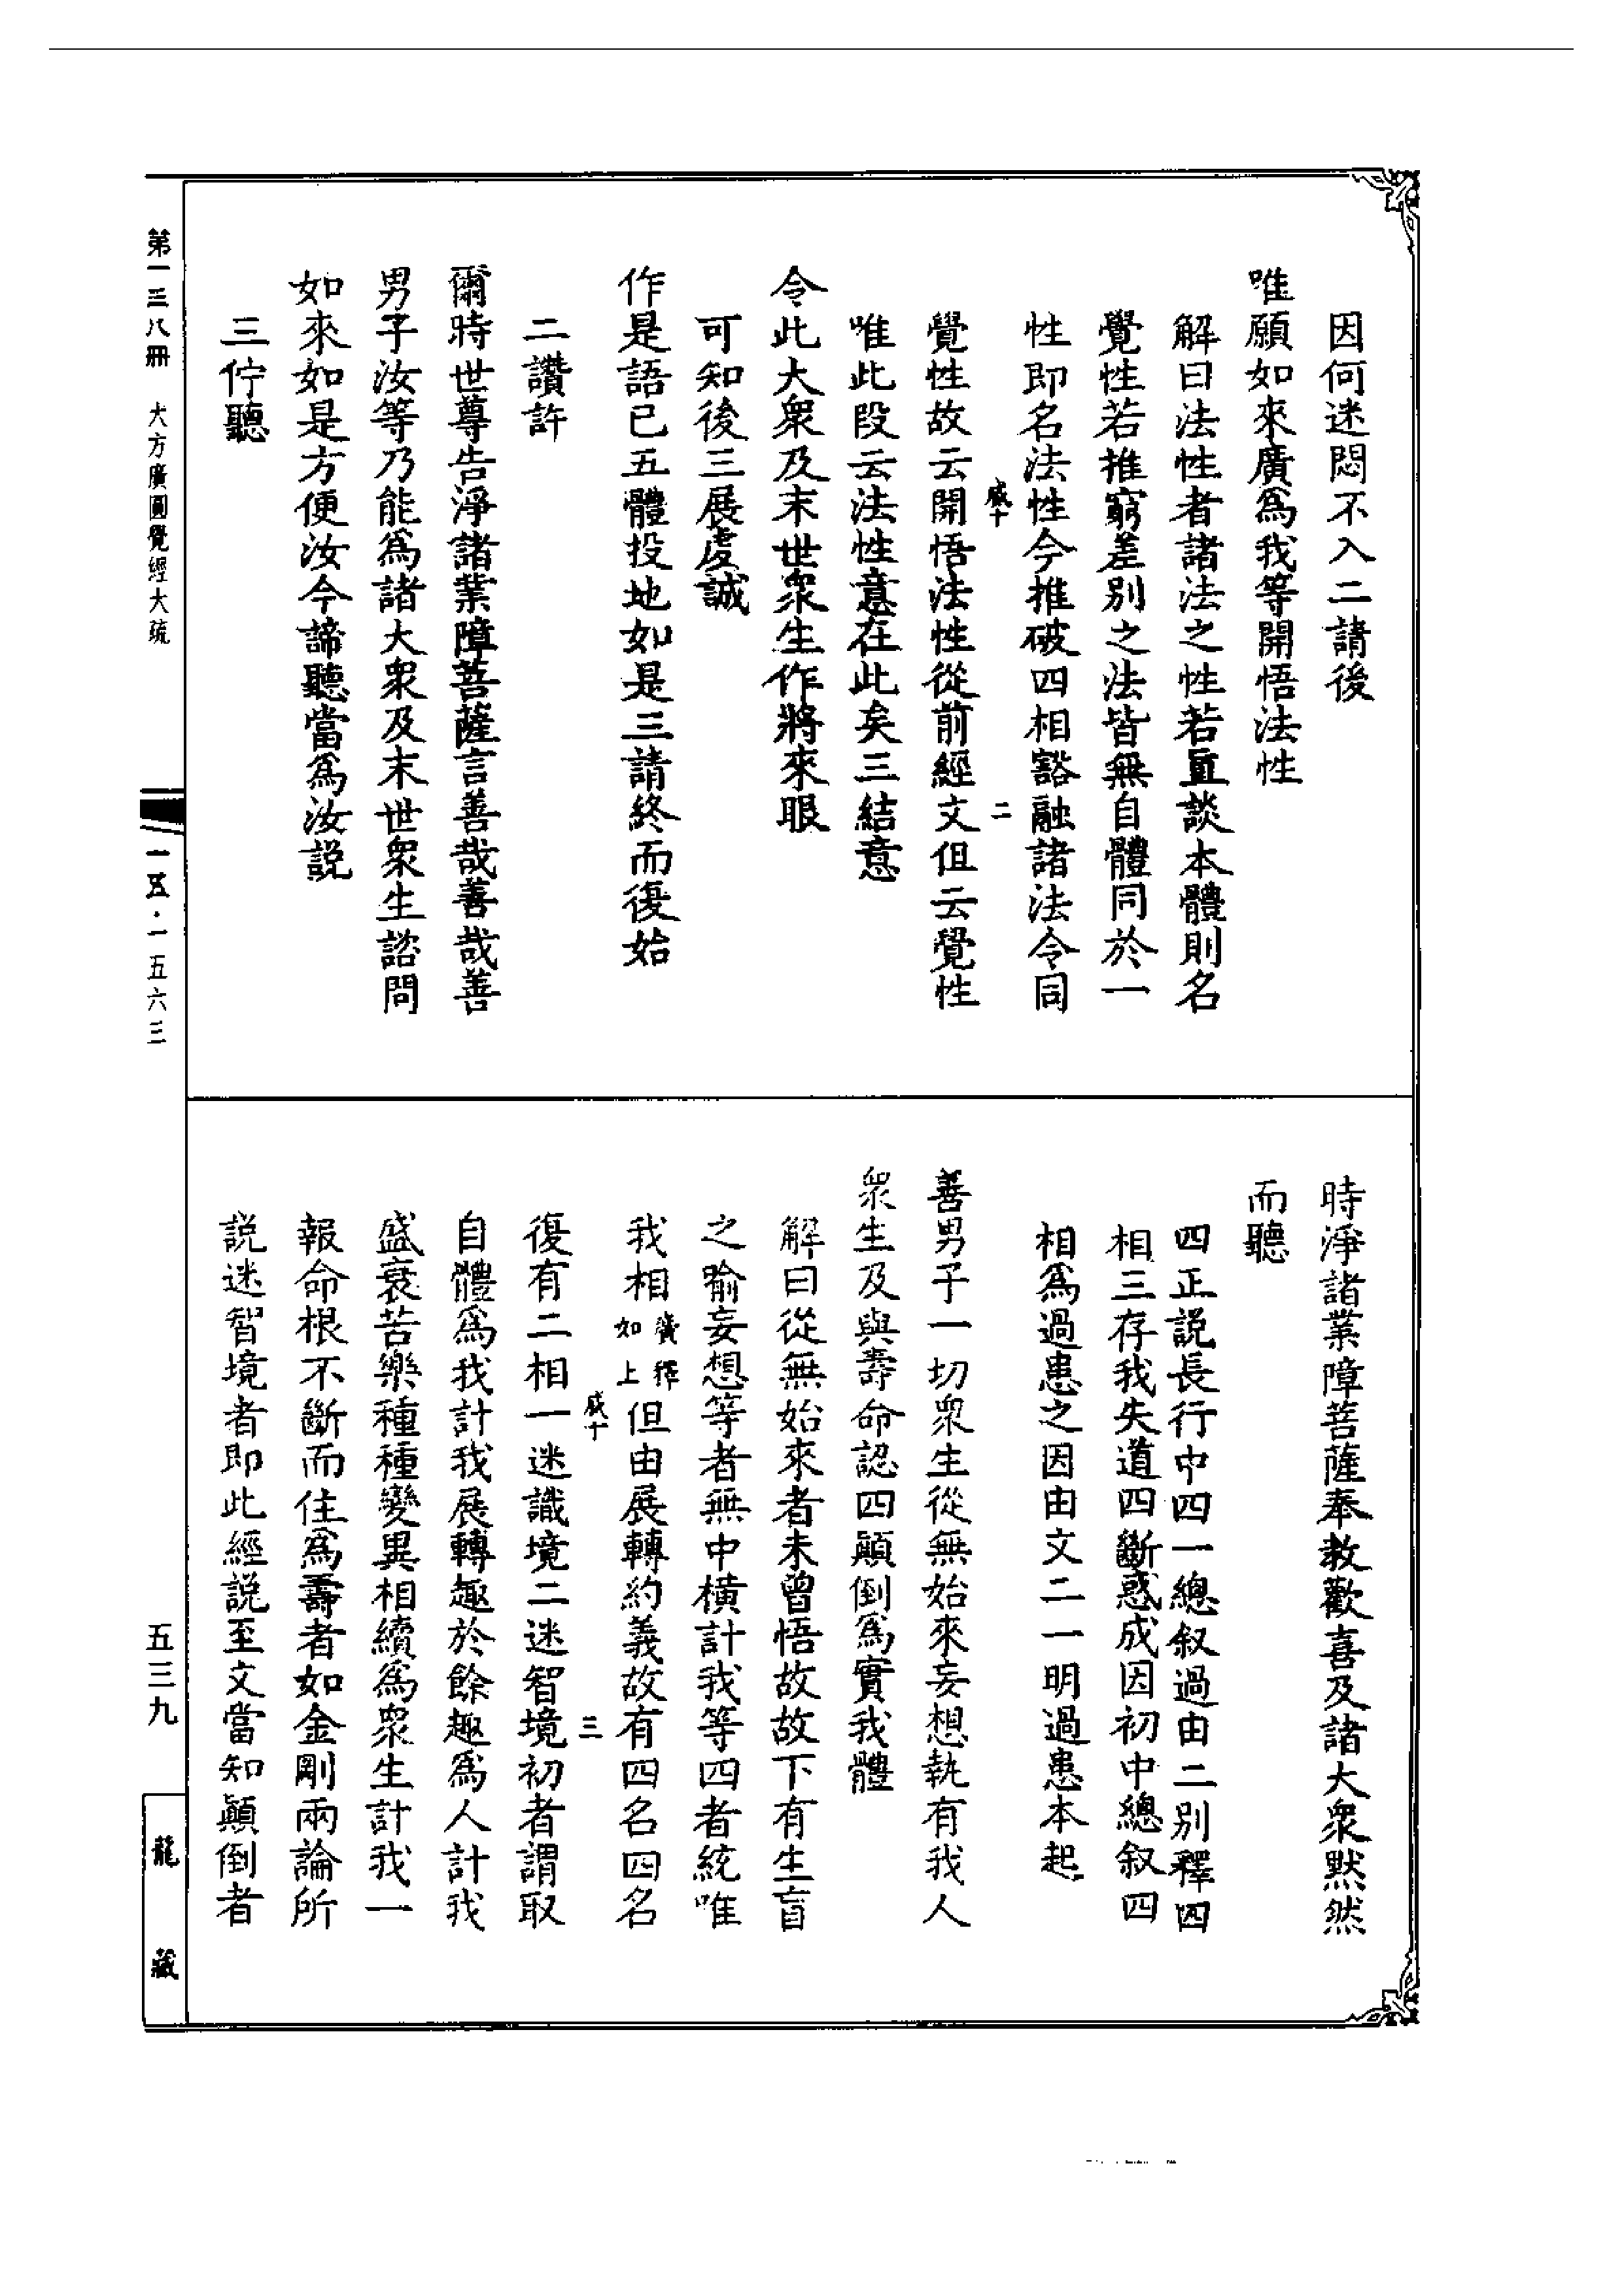 因何迷悶不入二請後
唯願如來廣爲我等開悟法性
解曰法性者諸法之性若直談本體則名
覺性若推窮差別之法皆無自體同於一
性即名法性今推破四相豁融諸法令同
咸十
二
覺性故云開悟法性從前經文但云覺性
唯此段云法性意在此矣三結意
令此大衆及末世衆生作將來眼
可知後三展虔誠
作是語已五體投地如是三請終而復始
二讚許
爾時世尊告淨諸業障菩薩言善哉善哉善
男子汝等乃能爲諸大衆及末世衆生諮問
如來如是方便汝今諦聽當爲汝説
三佇聽
時淨諸業障菩薩奉教歡喜及諸大衆默然
而聽
四正説長行中四一總叙過由二別釋四
相三存我失道四斷惑成因初中總叙四
相爲過患之因由文二一明過患本起
善男子一切衆生從無始來妄想執有我人
衆生及與壽命認四顛倒爲實我體
解曰從無始來者未曾悟故故下有生盲
之喻妄想等者無中橫計我等四者統唯
我相廣釋如上但由展轉約義故有四名四名
咸十
三
復有二相一迷識境二迷智境初者謂取
自體爲我計我展轉趣於餘趣爲人計我
盛衰苦樂種種變異相續爲衆生計我一
報命根不斷而住爲壽者如金剛兩論所
説迷智境者即此經説至文當知顛倒者
第一三八冊 大方廣圓覺經大疏
一五·一五六三
五三九
龍藏